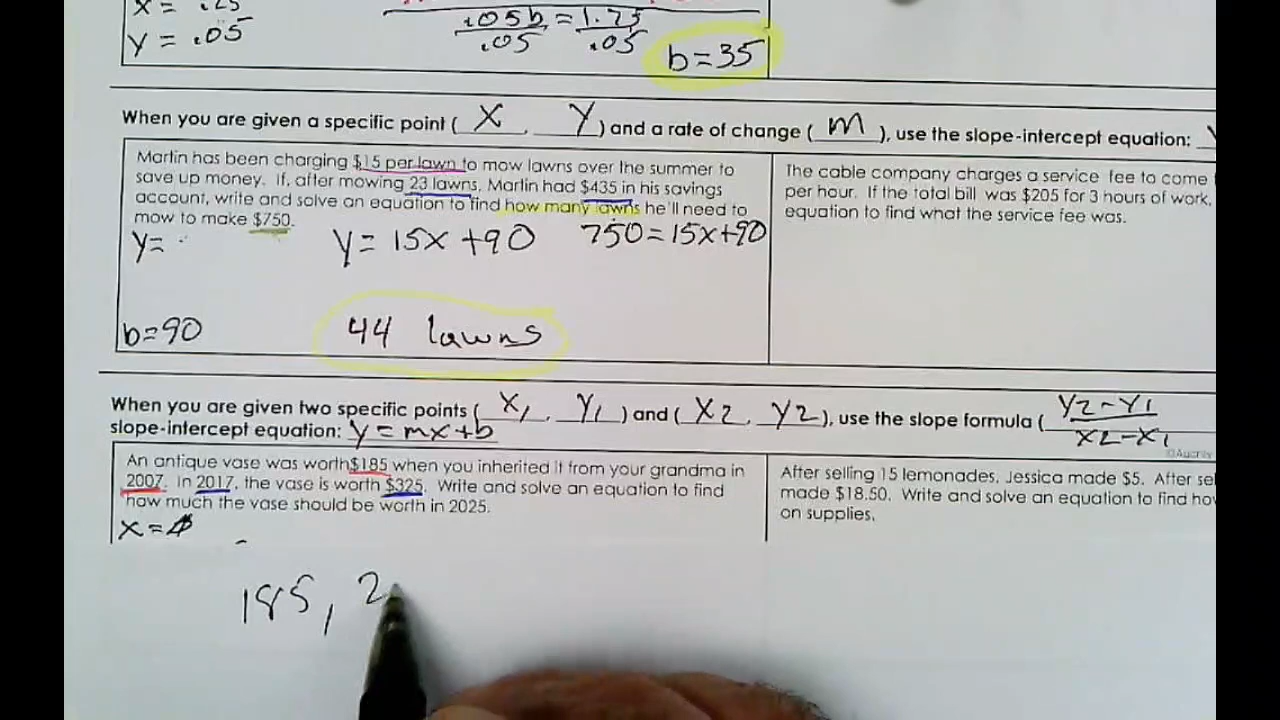 x = .25
y = .05
.05b = 1.75
.05 .05
b=35
When you are given a specific point ( X , Y ) and a rate of change ( m ), use the slope-intercept equation:
Martin has been charging $15 per lawn to mow lawns over the summer to
save up money. If, after mowing 23 lawns, Martin had $435 in his savings
account, write and solve an equation to find how many lawns he'll need to
mow to make $750.
y=
y= 15x +90
750=15x+90
b=90
44 lawns
The cable company charges a service fee to come
per hour. If the total bill was $205 for 3 hours of work,
equation to find what the service fee was.
When you are given two specific points ( X1, Y1 ) and ( X2, Y2 ), use the slope formula ( Y2-Y1
X2-X1
slope-intercept equation: y=mx+b
An antique vase was worth$185 when you inherited it from your grandma in
2007. In 2017, the vase is worth $325. Write and solve an equation to find
how much the vase should be worth in 2025.
x =
185, 2
After selling 15 lemonades, Jessica made $5. After
made $18.50. Write and solve an equation to find
on supplies.